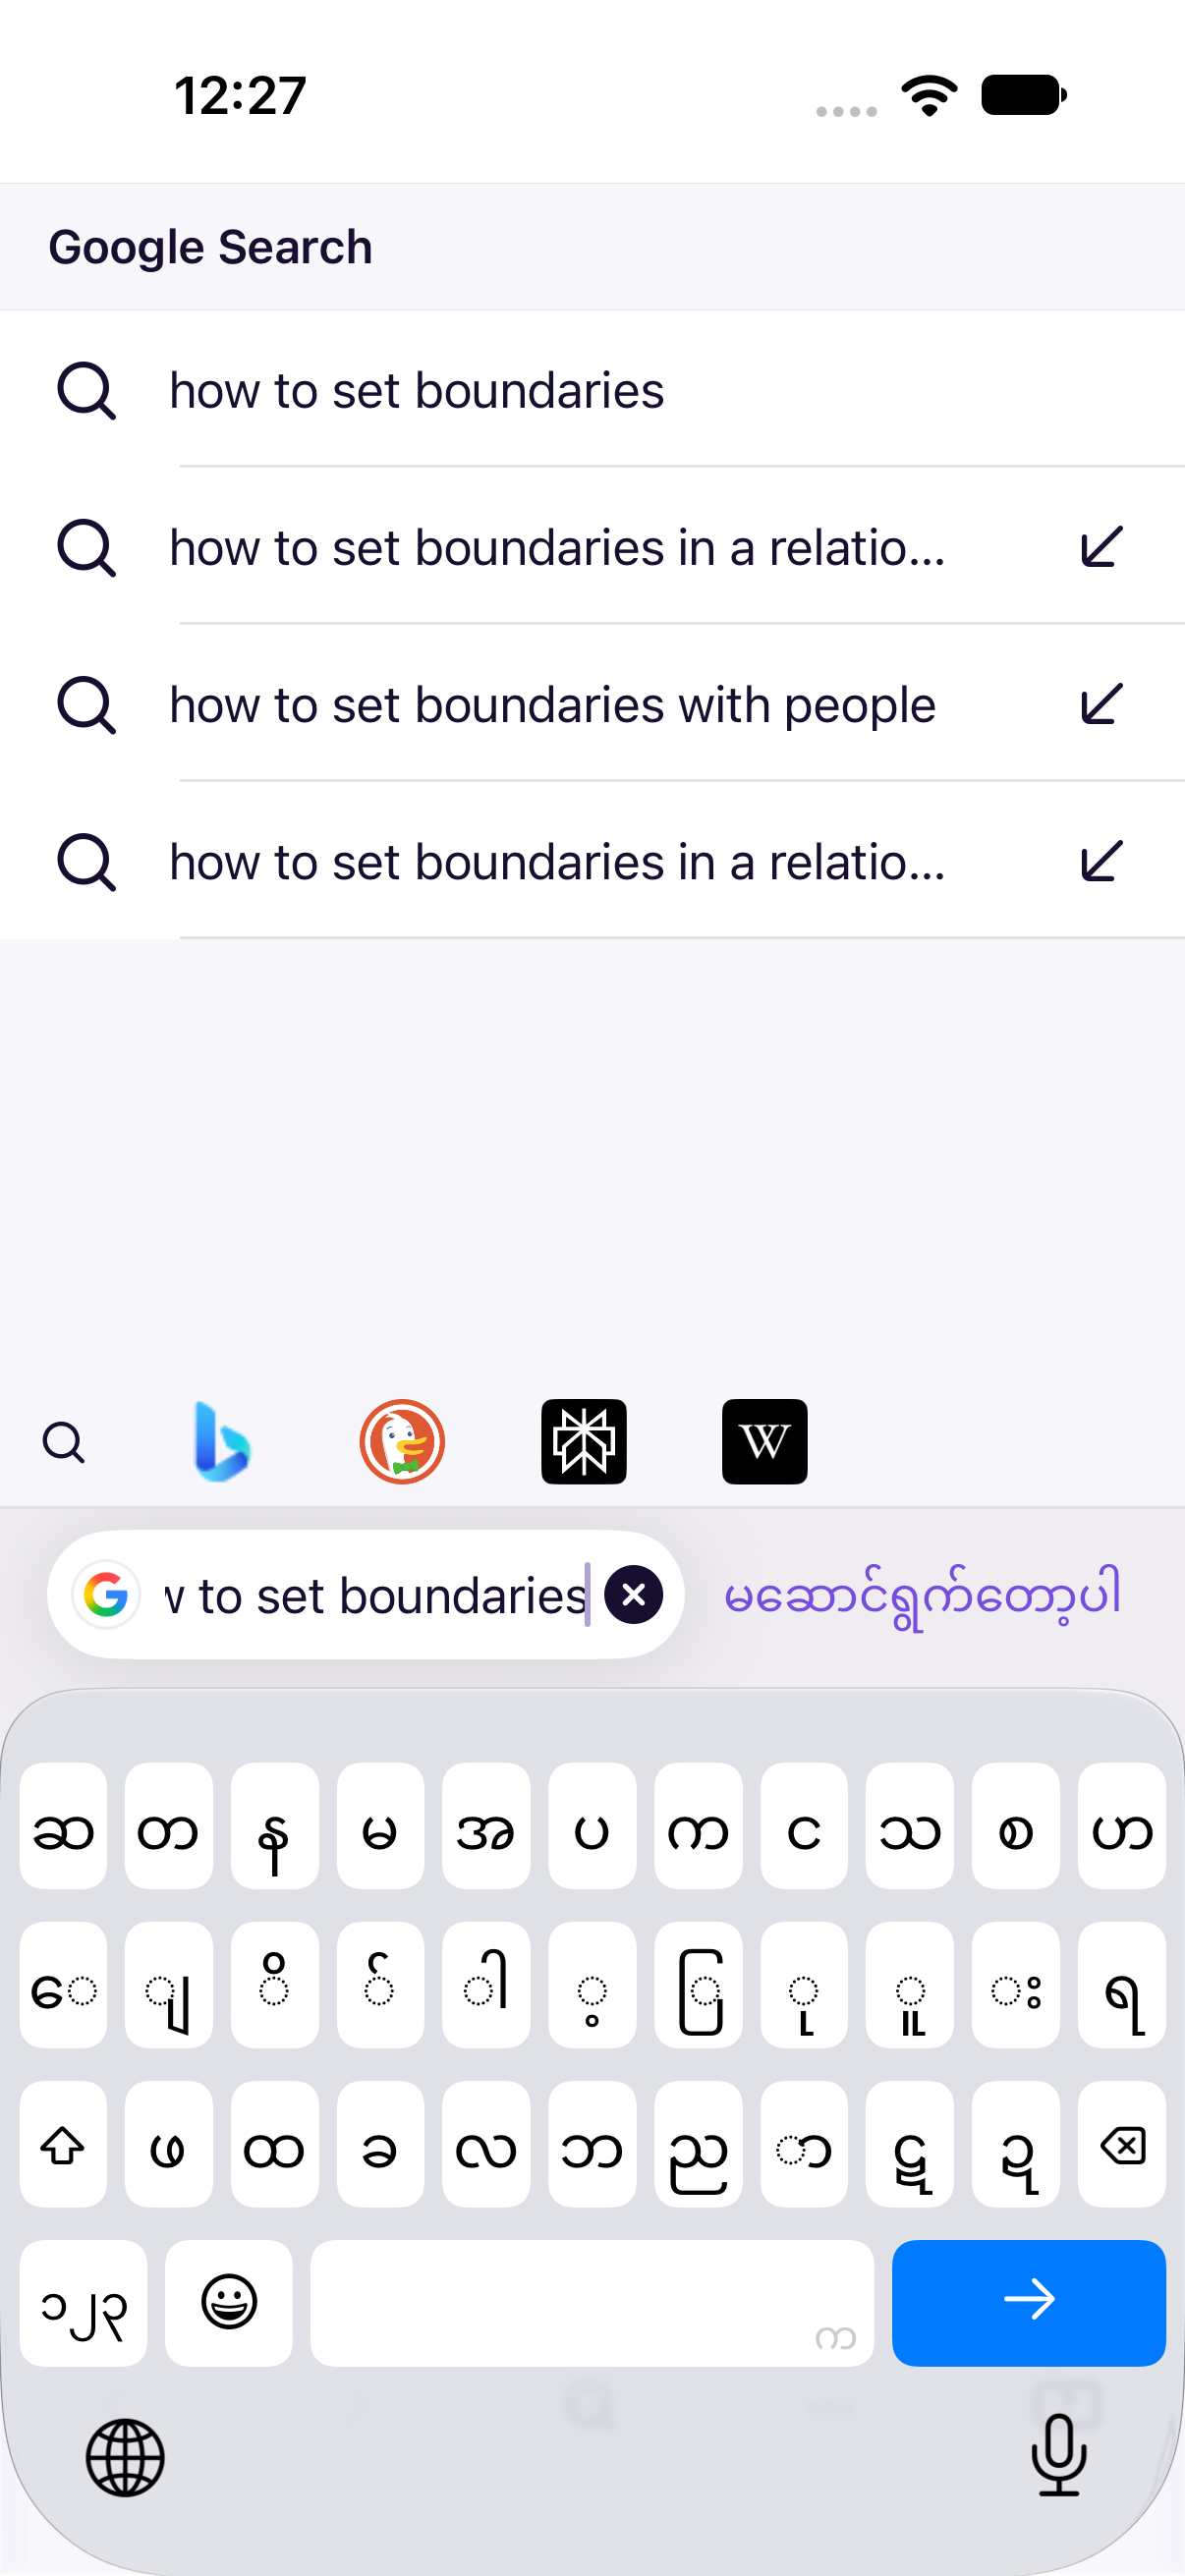 12:27
Google Search
how to set boundaries
how to set boundaries in a relatio...
how to set boundaries with people
how to set boundaries in a relatio...
W
to set boundaries
မဆောင်ရွက်တော့ပါ
ဆ တ န မ အ ပ က င သ စ ဟ
ေ ျ ိ ် ါ ့ ြ ု ူ း ရ
ဖ ထ ခ လ ဘ ည ာ ဋ ဍ
၁၂၃
က